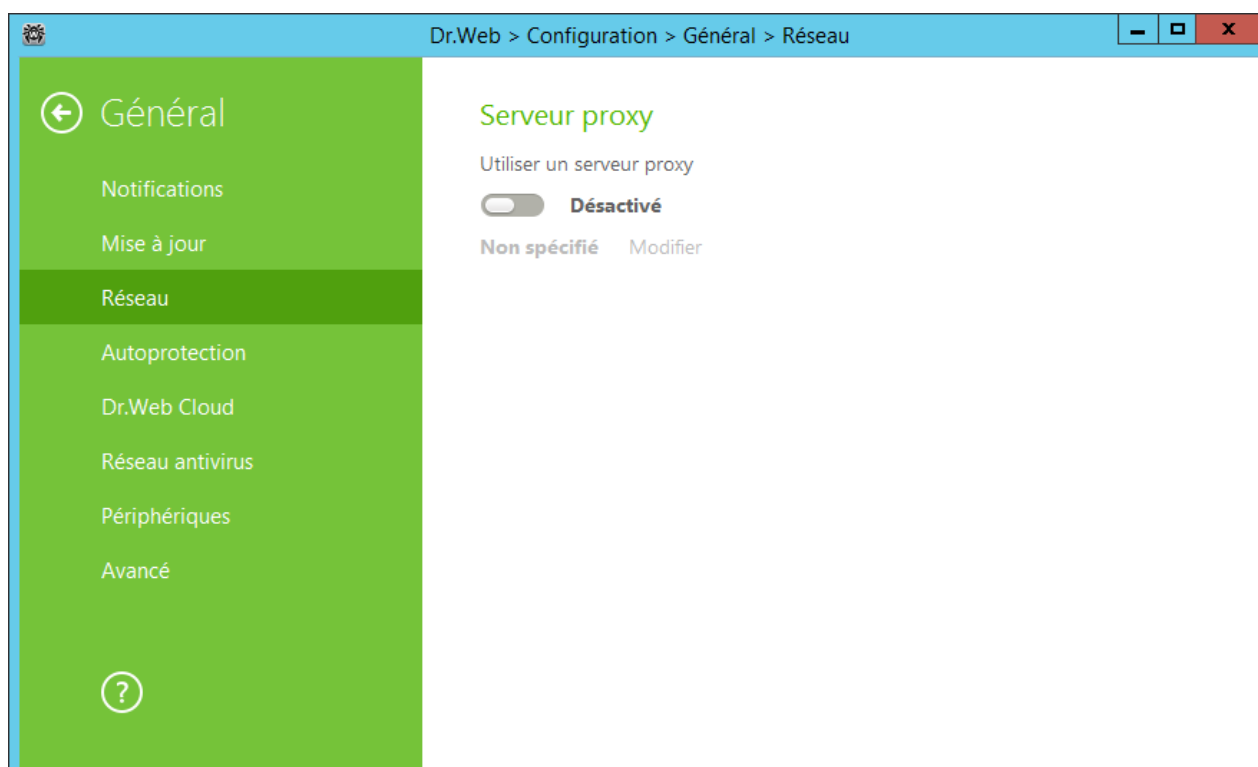 Dr.Web > Configuration > Général > Réseau
Général
Notifications
Mise à jour
Réseau
Autoprotection
Dr.Web Cloud
Réseau antivirus
Périphériques
Avancé
?
Serveur proxy
Utiliser un serveur proxy
Désactivé
Non spécifié Modifier